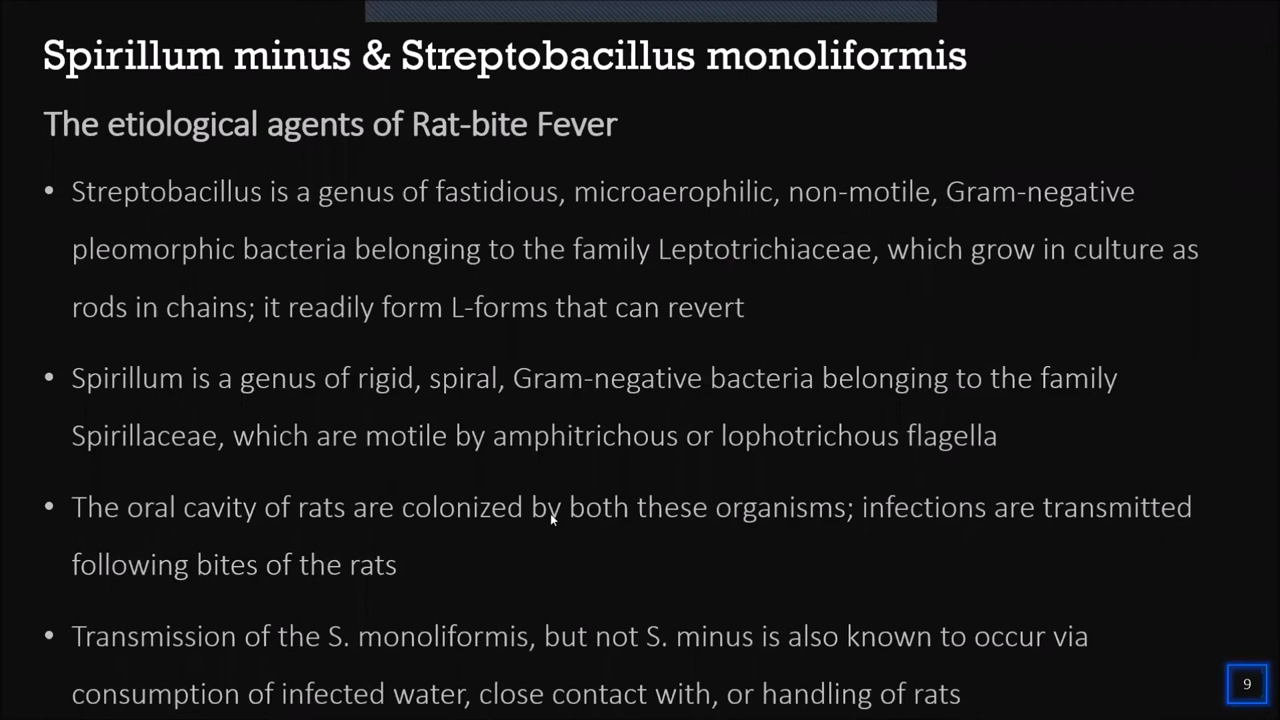 Spirillum minus & Streptobacillus monoliformis
The etiological agents of Rat-bite Fever
• Streptobacillus is a genus of fastidious, microaerophilic, non-motile, Gram-negative
pleomorphic bacteria belonging to the family Leptotrichiaceae, which grow in culture as
rods in chains; it readily form L-forms that can revert
• Spirillum is a genus of rigid, spiral, Gram-negative bacteria belonging to the family
Spirillaceae, which are motile by amphitrichous or lophotrichous flagella
• The oral cavity of rats are colonized by both these organisms; infections are transmitted
following bites of the rats
• Transmission of the S. monoliformis, but not S. minus is also known to occur via
consumption of infected water, close contact with, or handling of rats
9